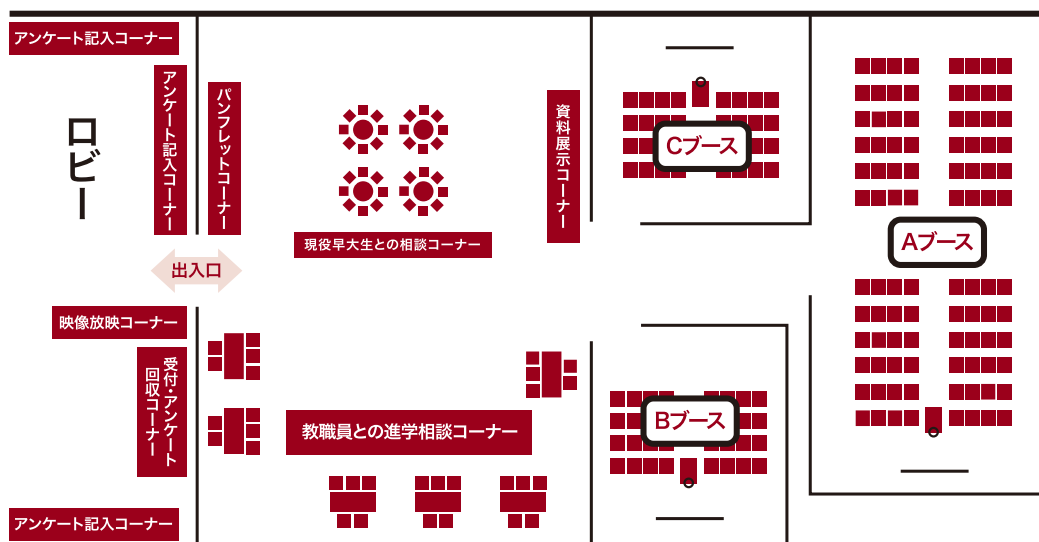 アンケート記入コーナー
ロビー
アンケート記入コーナー
パンフレットコーナー
現役早大生との相談コーナー
資料展示コーナー
Cブース
Aブース
出入口
映像放映コーナー
受付・アンケート
回収コーナー
教職員との進学相談コーナー
Bブース
アンケート記入コーナー